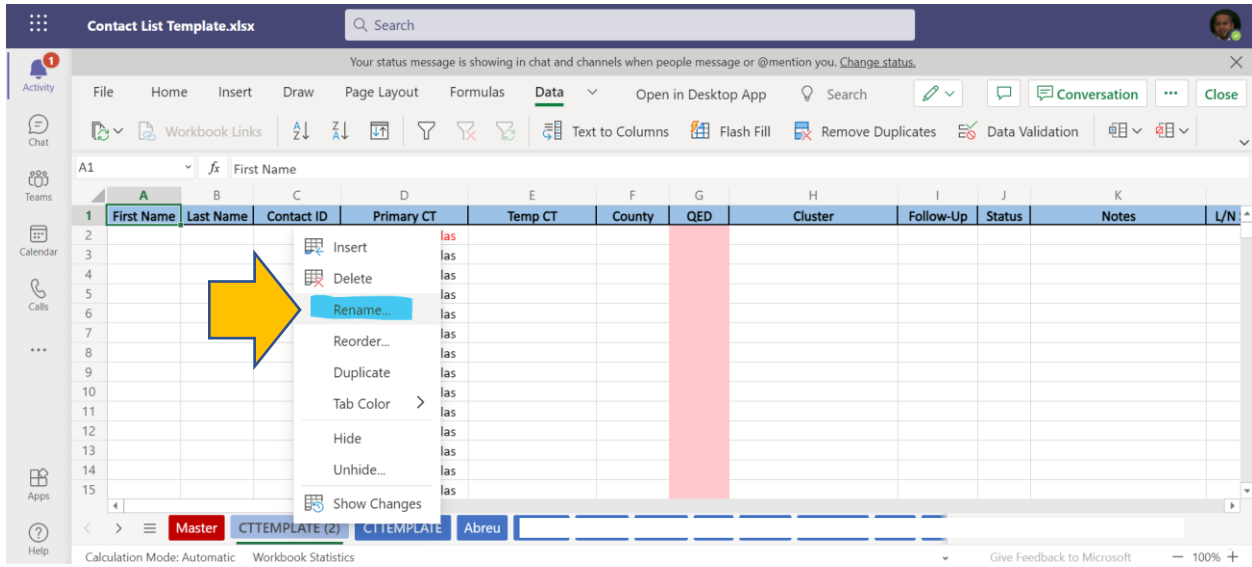 Contact List Template.xlsx Search
1
Your status message is showing in chat and channels when people message or @mention you. Change status.
Activity
File Home Insert Draw Page Layout Formulas Data Open in Desktop App Search Conversation Close
Workbook Links Text to Columns Flash Fill Remove Duplicates Data Validation
Chat
A1 fx First Name
Teams
A B C D E F G H I J K
1 First Name Last Name Contact ID Primary CT Temp CT County QED Cluster Follow-Up Status Notes L/N
2 las
Insert
Calendar
3 las
4 las
Delete
5 las
Calls
6 las
Rename...
7 las
Reorder...
8 las
9 las
Duplicate
10 las
Tab Color
11 las
12 las
Hide
13 las
14 las
Unhide...
15 las
Apps
Show Changes
Master CTTEMPLATE (2) CTTEMPLATE Abreu
Help
Calculation Mode: Automatic Workbook Statistics Give Feedback to Microsoft 100%